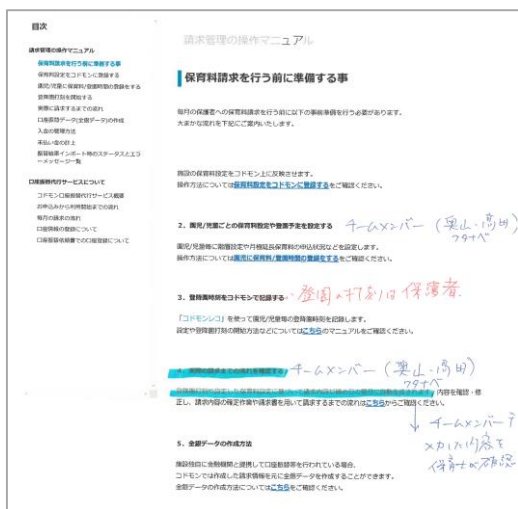 目次
請求管理の操作マニュアル
保育料請求を行う前に準備する事
保育料設定をコドモンに登録する
園児/児童に保育料/登園時間の登録をする
登降園打刻を開始する
実際に請求するまでの流れ
口座振替データ(全銀データ)の作成
入金の管理方法
未払い金の計上
振替結果インポート時のステータスとエラーメッセージ一覧
口座振替代行サービスについて
コドモン口座振替代行サービス概要
お申込みから利用開始までの流れ
毎月の請求の流れ
口座情報の登録について
口座振替依頼書での口座登録について
請求管理の操作マニュアル
保育料請求を行う前に準備する事
毎月の保護者への保育料請求を行う前に以下の事前準備を行う必要があります。
大まかな流れを下記にご案内いたします。
施設の保育料設定をコドモン上に反映させます。
操作方法については保育料設定をコドモンに登録するをご確認ください。
2、園児/児童ごとの保育料設定や登園予定を設定する チームメンバー (奥山・高田)
ワタナベ
園児/児童毎に階層設定や月極延長保育料の申込状況などを設定します。
操作方法については園児に保育料/登園時間の登録をするをご確認ください。
3、登降園時刻をコドモンで記録する 登園の打刻は保護者
「コドモンレコ」を使って園児/児童毎の登降園時刻を記録します。
設定や登降園打刻の開始方法などについてはこちらのマニュアルをご確認ください。
4、実際の請求までの流れを確認する チームメンバー (奥山・高田)
ワタナベ
内容を確認・修
正し、請求内容の確定作業や請求書を用いて請求するまでの流れはこちらからご確認ください。
↓ チームメンバーで
入力した内容を
保育士が確認
5、全銀データの作成方法
施設独自に金融機関と提携して口座振替等を行われている場合、
コドモンでは作成した請求情報を元に全銀データを作成することができます。
全銀データの作成方法についてはこちらをご確認ください。